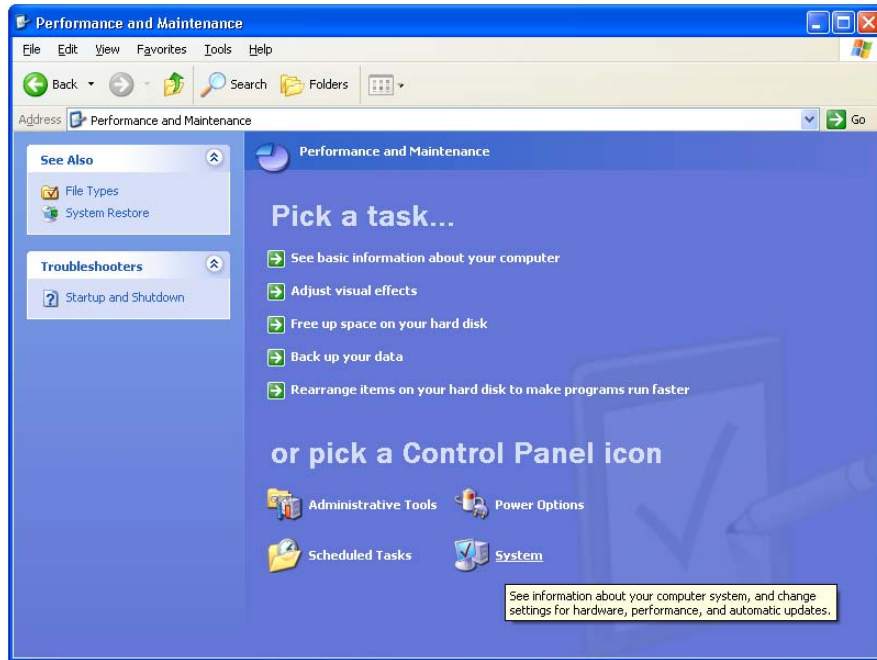 Performance and Maintenance
File Edit View Favorites Tools Help
Back Search Folders
Address Performance and Maintenance Go
See Also
File Types
System Restore
Troubleshooters
Startup and Shutdown
Performance and Maintenance
Pick a task...
See basic information about your computer
Adjust visual effects
Free up space on your hard disk
Back up your data
Rearrange items on your hard disk to make programs run faster
or pick a Control Panel icon
Administrative Tools Power Options
Scheduled Tasks System
See information about your computer system, and change
settings for hardware, performance, and automatic updates.